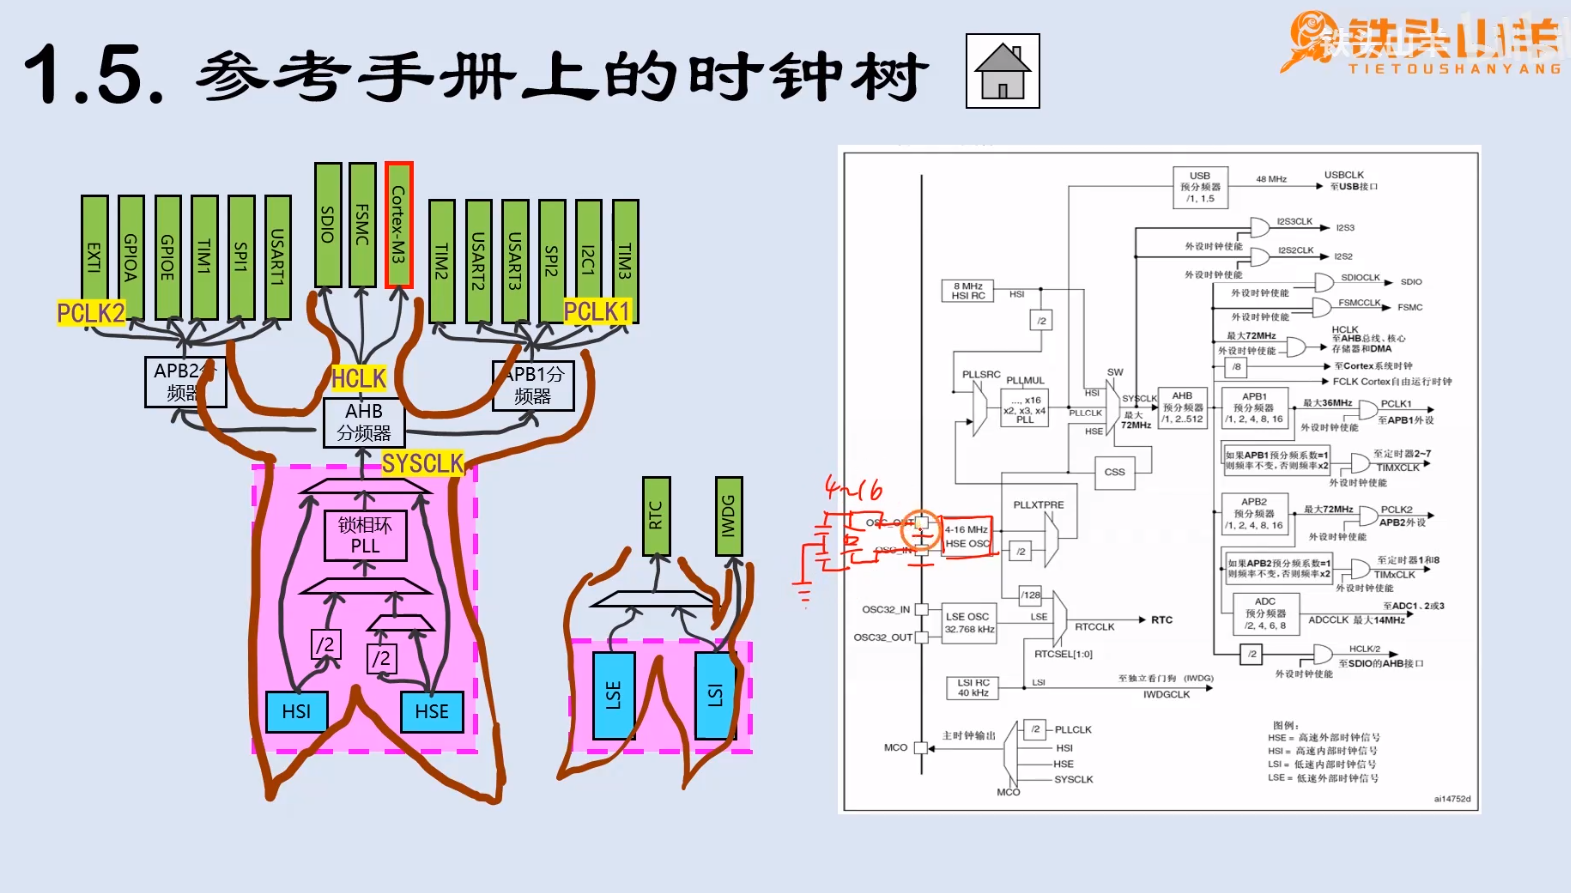 1.5. 参考手册上的时钟树
铁头山羊
TIETOUSHANYANG
EXTI
GPIOA
GPIOE
TIM1
SPI1
USART1
SDIO
FSMC
Cortex-M3
TIM2
USART2
USART3
SPI2
I2C1
TIM3
PCLK2
PCLK1
APB2分
频器
HCLK
APB1分
频器
AHB
分频器
SYSCLK
锁相环
PLL
/2
/2
HSI
HSE
RTC
IWDG
LSE
LSI
USB
预分频器
/1, 1.5
48 MHz
USBCLK
至USB接口
I2S3CLK
I2S3
外设时钟使能
I2S2CLK
I2S2
外设时钟使能
8 MHz
HSI RC
HSI
/2
SDIOCLK
SDIO
外设时钟使能
FSMCCLK
FSMC
外设时钟使能
最大72MHz
外设时钟使能
HCLK
至AHB总线、核心
存储器和DMA
/8
至Cortex系统时钟
FCLK Cortex自由运行时钟
PLLSRC
PLLMUL
..., x16
x2, x3, x4
PLL
SW
HSI
PLLCLK
HSE
SYSCLK
最大
72MHz
AHB
预分频器
/1, 2..512
APB1
预分频器
/1, 2, 4, 8, 16
最大36MHz
PCLK1
至APB1外设
外设时钟使能
CSS
如果APB1预分频系数=1
则频率不变，否则频率x2
至定时器2~7
TIMXCLK
外设时钟使能
4~16
OSC_OUT
OSC_IN
4-16 MHz
HSE OSC
PLLXTPRE
/2
APB2
预分频器
/1, 2, 4, 8, 16
最大72MHz
PCLK2
APB2外设
外设时钟使能
如果APB2预分频系数=1
则频率不变，否则频率x2
至定时器1和8
TIMxCLK
外设时钟使能
/128
OSC32_IN
OSC32_OUT
LSE OSC
32.768 kHz
LSE
RTCCLK
RTC
RTCSEL[1:0]
ADC
预分频器
/2, 4, 6, 8
至ADC1、2或3
ADCCLK 最大14MHz
/2
HCLK/2
至SDIO的AHB接口
外设时钟使能
LSI RC
40 kHz
LSI
至独立看门狗 (IWDG)
IWDGCLK
MCO
主时钟输出
/2
PLLCLK
HSI
HSE
SYSCLK
MCO
图例：
HSE = 高速外部时钟信号
HSI = 高速内部时钟信号
LSI = 低速内部时钟信号
LSE = 低速外部时钟信号
ai14752d